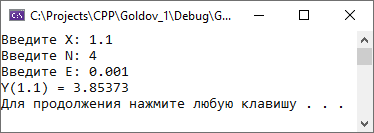 C:\Projects\CPP\Goldov_1\Debug\G...
Введите X: 1.1
Введите N: 4
Введите E: 0.001
Y(1.1) = 3.85373
Для продолжения нажмите любую клавишу . . .